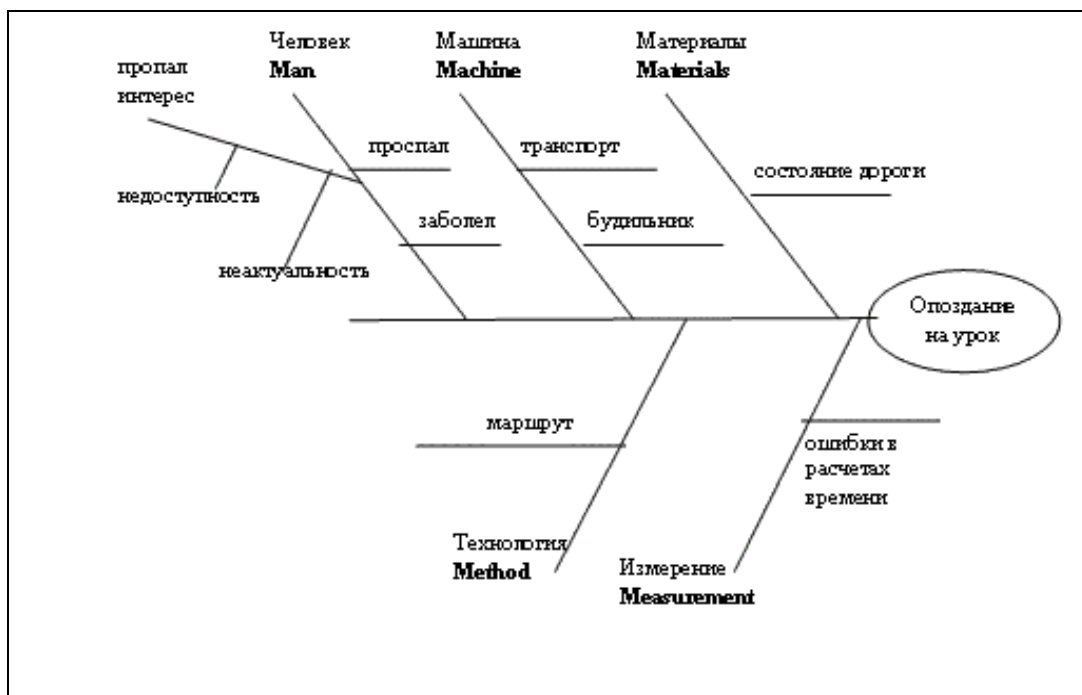 Человек
Man
Машина
Machine
Материалы
Materials
пропал
интерес
недоступность
неактуальность
проспал
заболел
транспорт
будильник
состояние дороги
Опоздание
на урок
маршрут
Технология
Method
ошибки в
расчетах
времени
Измерение
Measurement